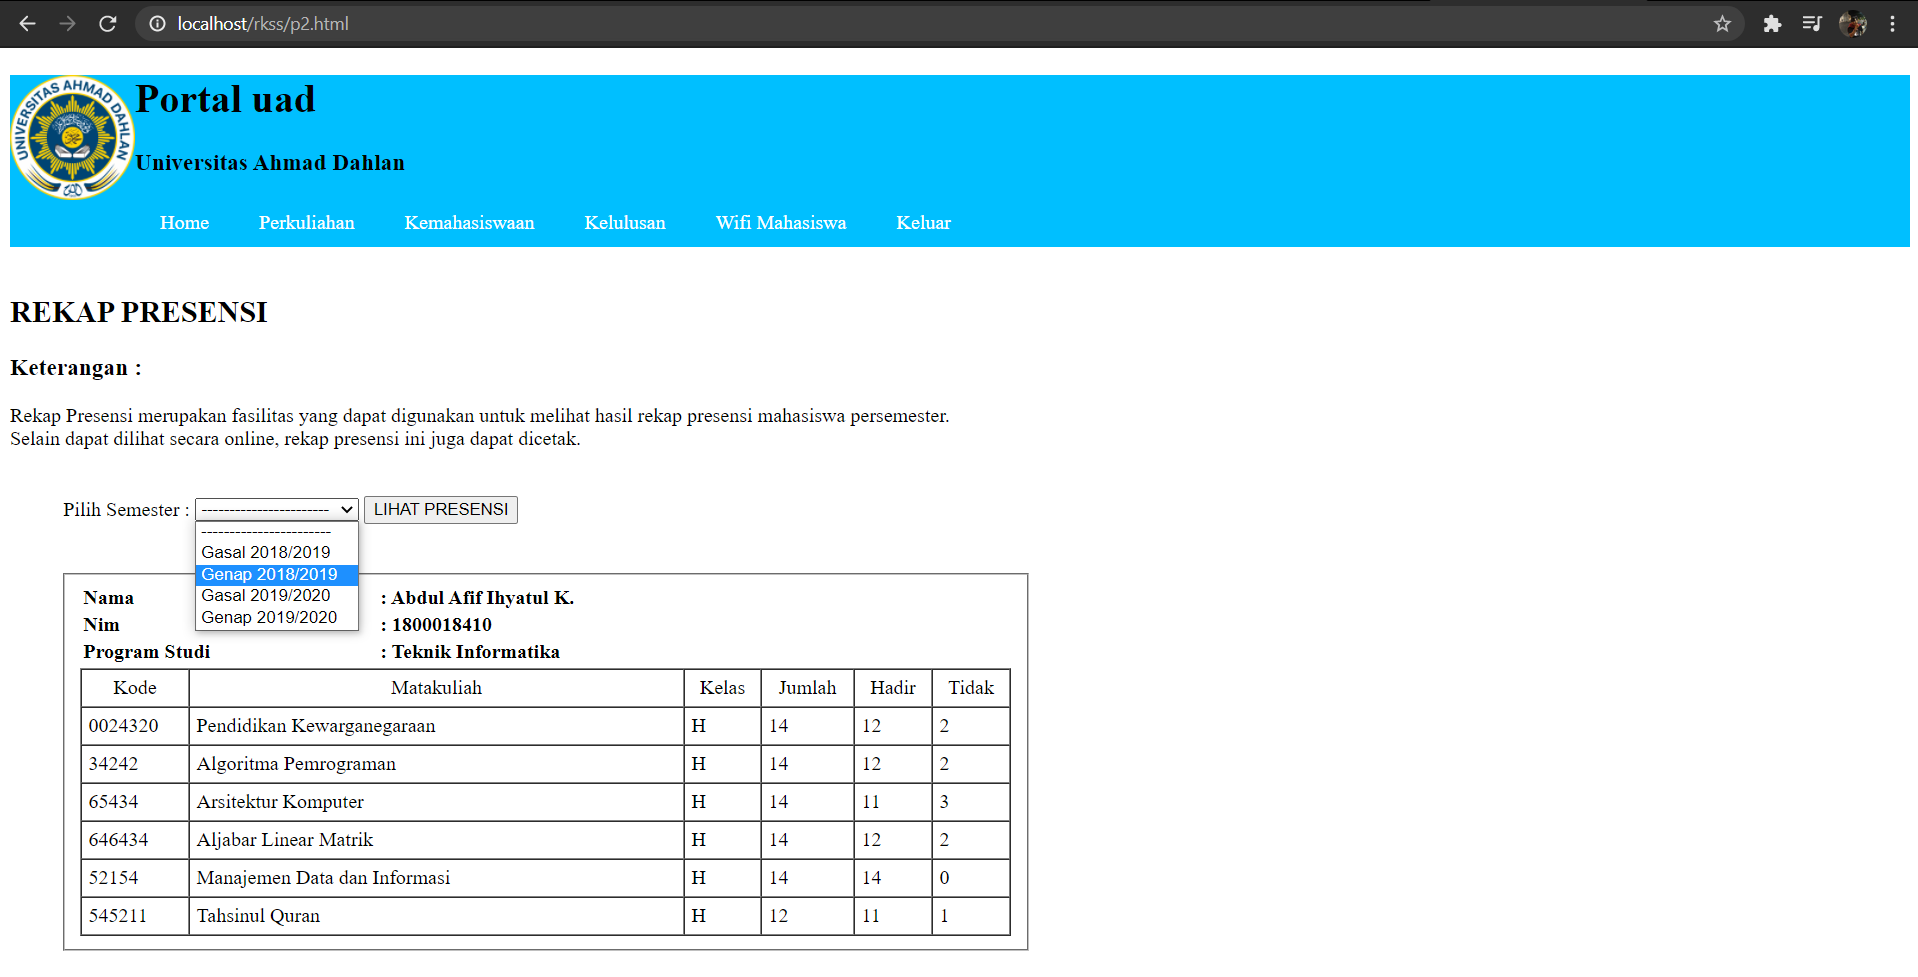 localhost/rkss/p2.html
UNIVERSITAS AHMAD DAHLAN
Portal uad
Universitas Ahmad Dahlan
Home Perkuliahan Kemahasiswaan Kelulusan Wifi Mahasiswa Keluar
REKAP PRESENSI
Keterangan :
Rekap Presensi merupakan fasilitas yang dapat digunakan untuk melihat hasil rekap presensi mahasiswa persemester.
Selain dapat dilihat secara online, rekap presensi ini juga dapat dicetak.
Pilih Semester : ----------------------- LIHAT PRESENSI
-----------------------
Gasal 2018/2019
Genap 2018/2019
Gasal 2019/2020
Genap 2019/2020
Nama : Abdul Afif Ihyatul K.
Nim : 1800018410
Program Studi : Teknik Informatika
Kode Matakuliah Kelas Jumlah Hadir Tidak
0024320 Pendidikan Kewarganegaraan H 14 12 2
34242 Algoritma Pemrograman H 14 12 2
65434 Arsitektur Komputer H 14 11 3
646434 Aljabar Linear Matrik H 14 12 2
52154 Manajemen Data dan Informasi H 14 14 0
545211 Tahsinul Quran H 12 11 1